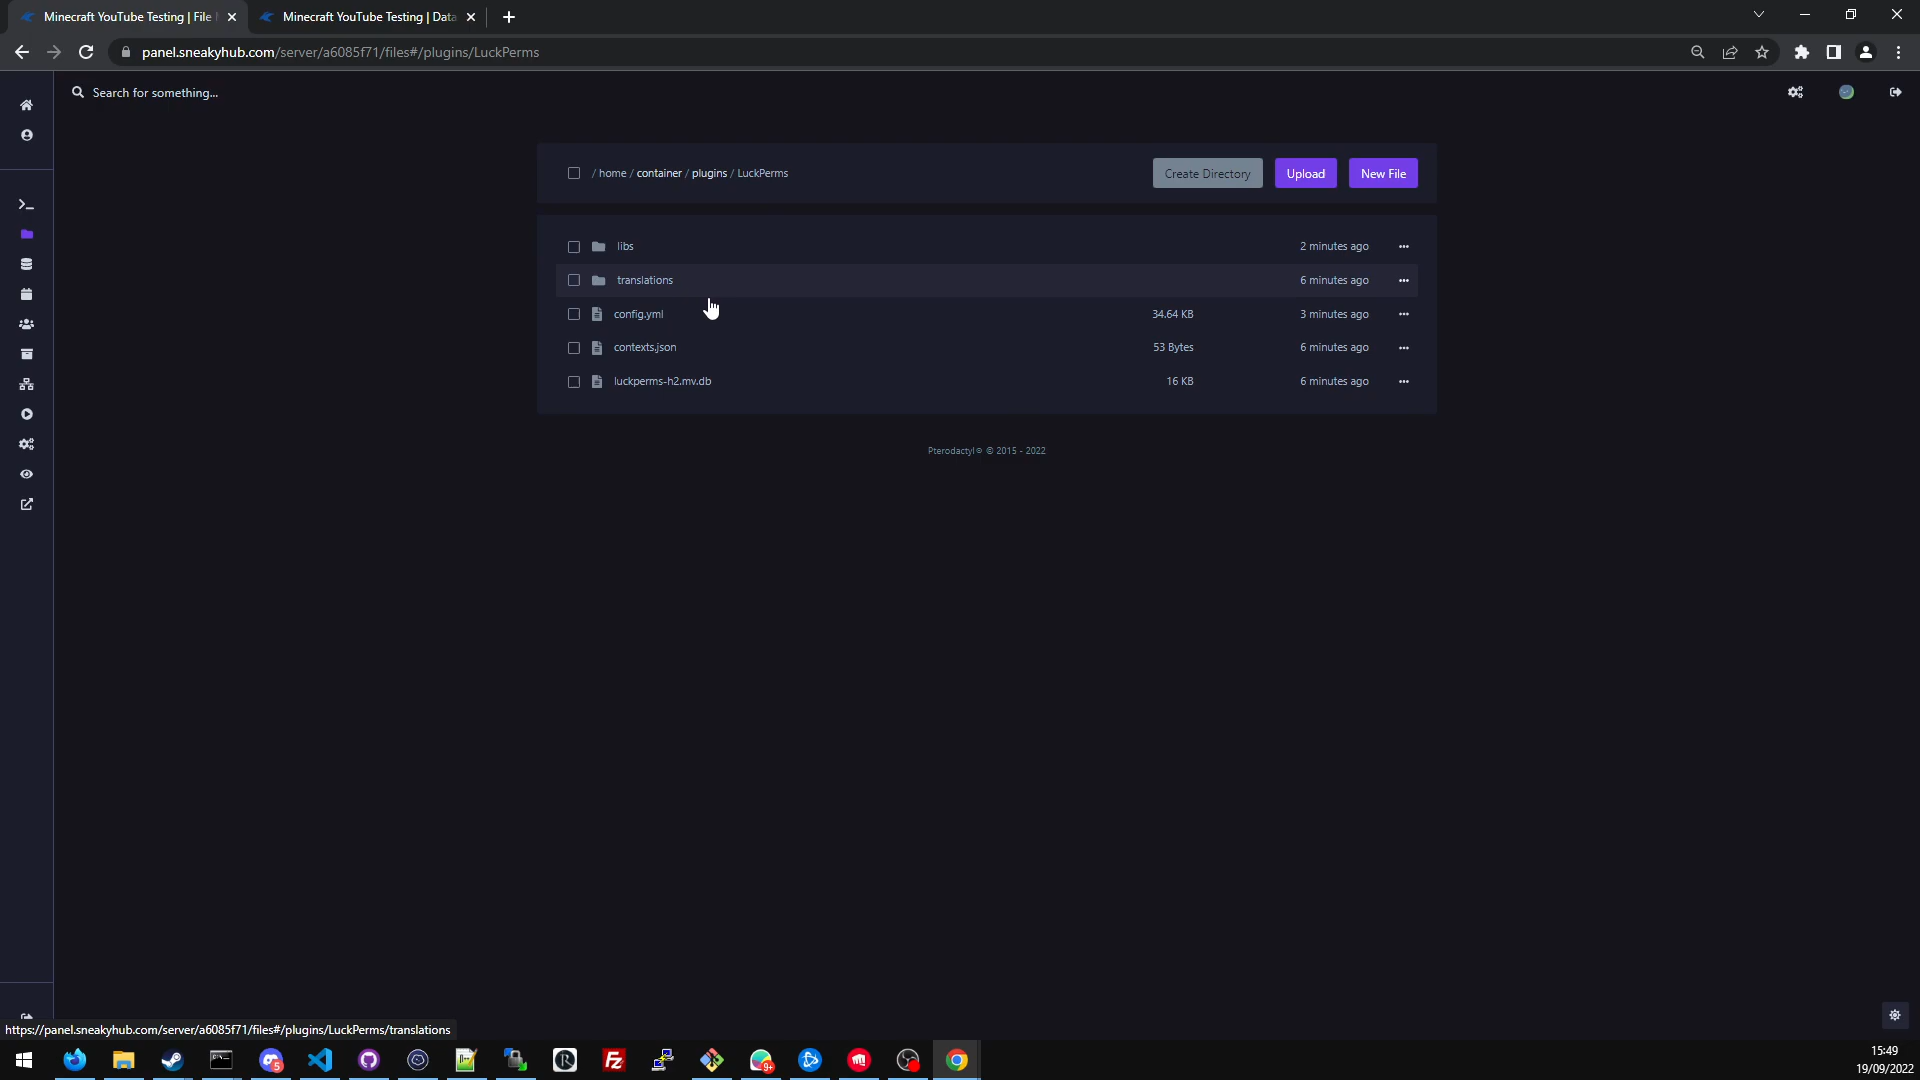 Minecraft YouTube Testing | File
Minecraft YouTube Testing | Data
panel.sneakyhub.com/server/a6085f71/files#/plugins/LuckPerms
Search for something...
/ home / container / plugins / LuckPerms
Create Directory
Upload
New File
libs
2 minutes ago
translations
6 minutes ago
config.yml
34.64 KB
3 minutes ago
contexts.json
53 Bytes
6 minutes ago
luckperms-h2.mv.db
16 KB
6 minutes ago
Pterodactyl® © 2015 - 2022
https://panel.sneakyhub.com/server/a6085f71/files#/plugins/LuckPerms/translations
5
9+
15:49
19/09/2022